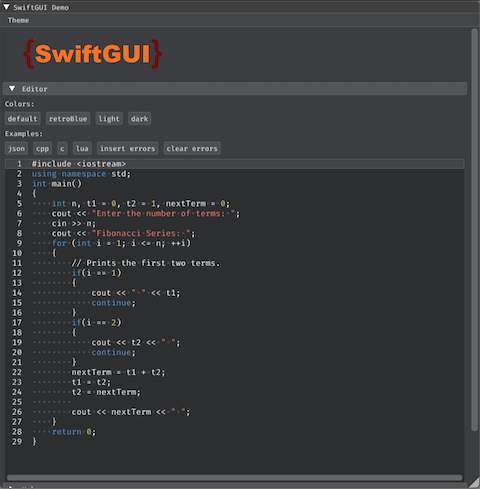 SwiftGUI Demo
Theme
{SwiftGUI}
Editor
Colors:
default retroBlue light dark
Examples:
json cpp c lua insert errors clear errors
1 #include <iostream>
2 using namespace std;
3 int main()
4 {
5     int n, t1 = 0, t2 = 1, nextTerm = 0;
6     cout << "Enter the number of terms: ";
7     cin >> n;
8     cout << "Fibonacci Series: ";
9     for (int i = 1; i <= n; ++i)
10     {
11         // Prints the first two terms.
12         if(i == 1)
13         {
14             cout << " " << t1;
15             continue;
16         }
17         if(i == 2)
18         {
19             cout << t2 << " ";
20             continue;
21         }
22         nextTerm = t1 + t2;
23         t1 = t2;
24         t2 = nextTerm;
25
26         cout << nextTerm << " ";
27     }
28     return 0;
29 }